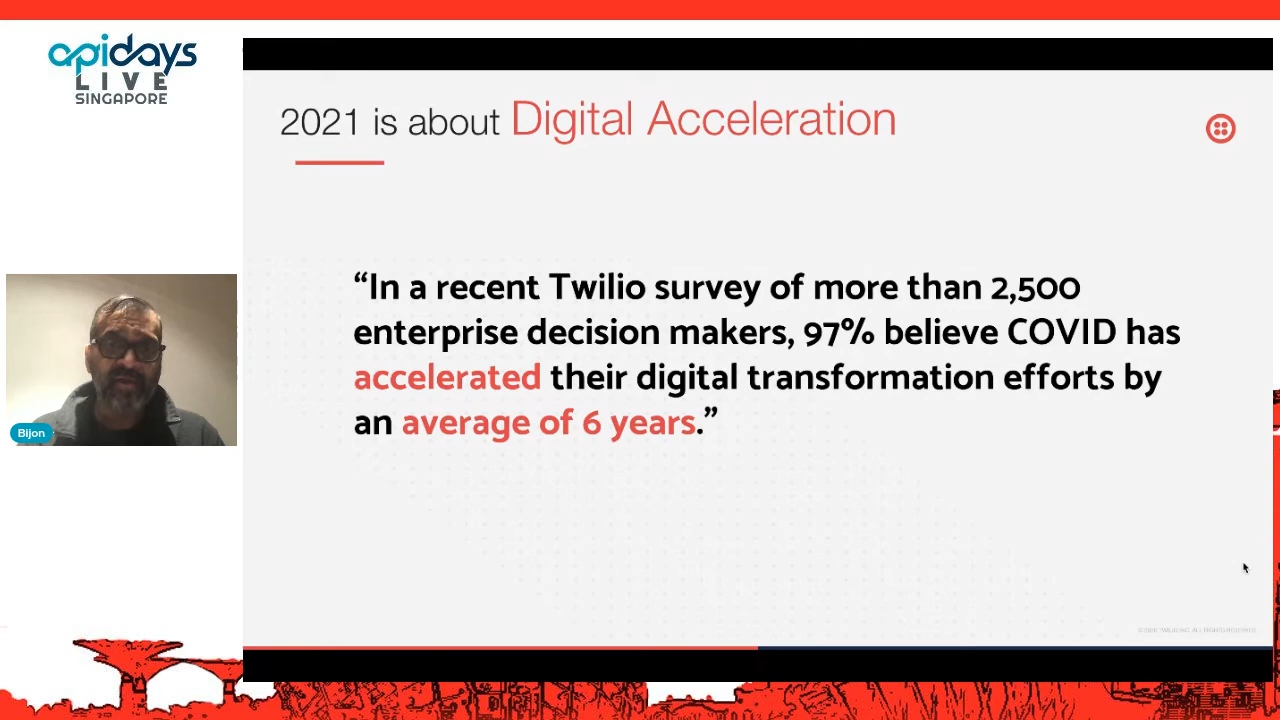 apidays
LIVE
SINGAPORE
2021 is about Digital Acceleration
“In a recent Twilio survey of more than 2,500
enterprise decision makers, 97% believe COVID has
accelerated their digital transformation efforts by
an average of 6 years.”
Bijon